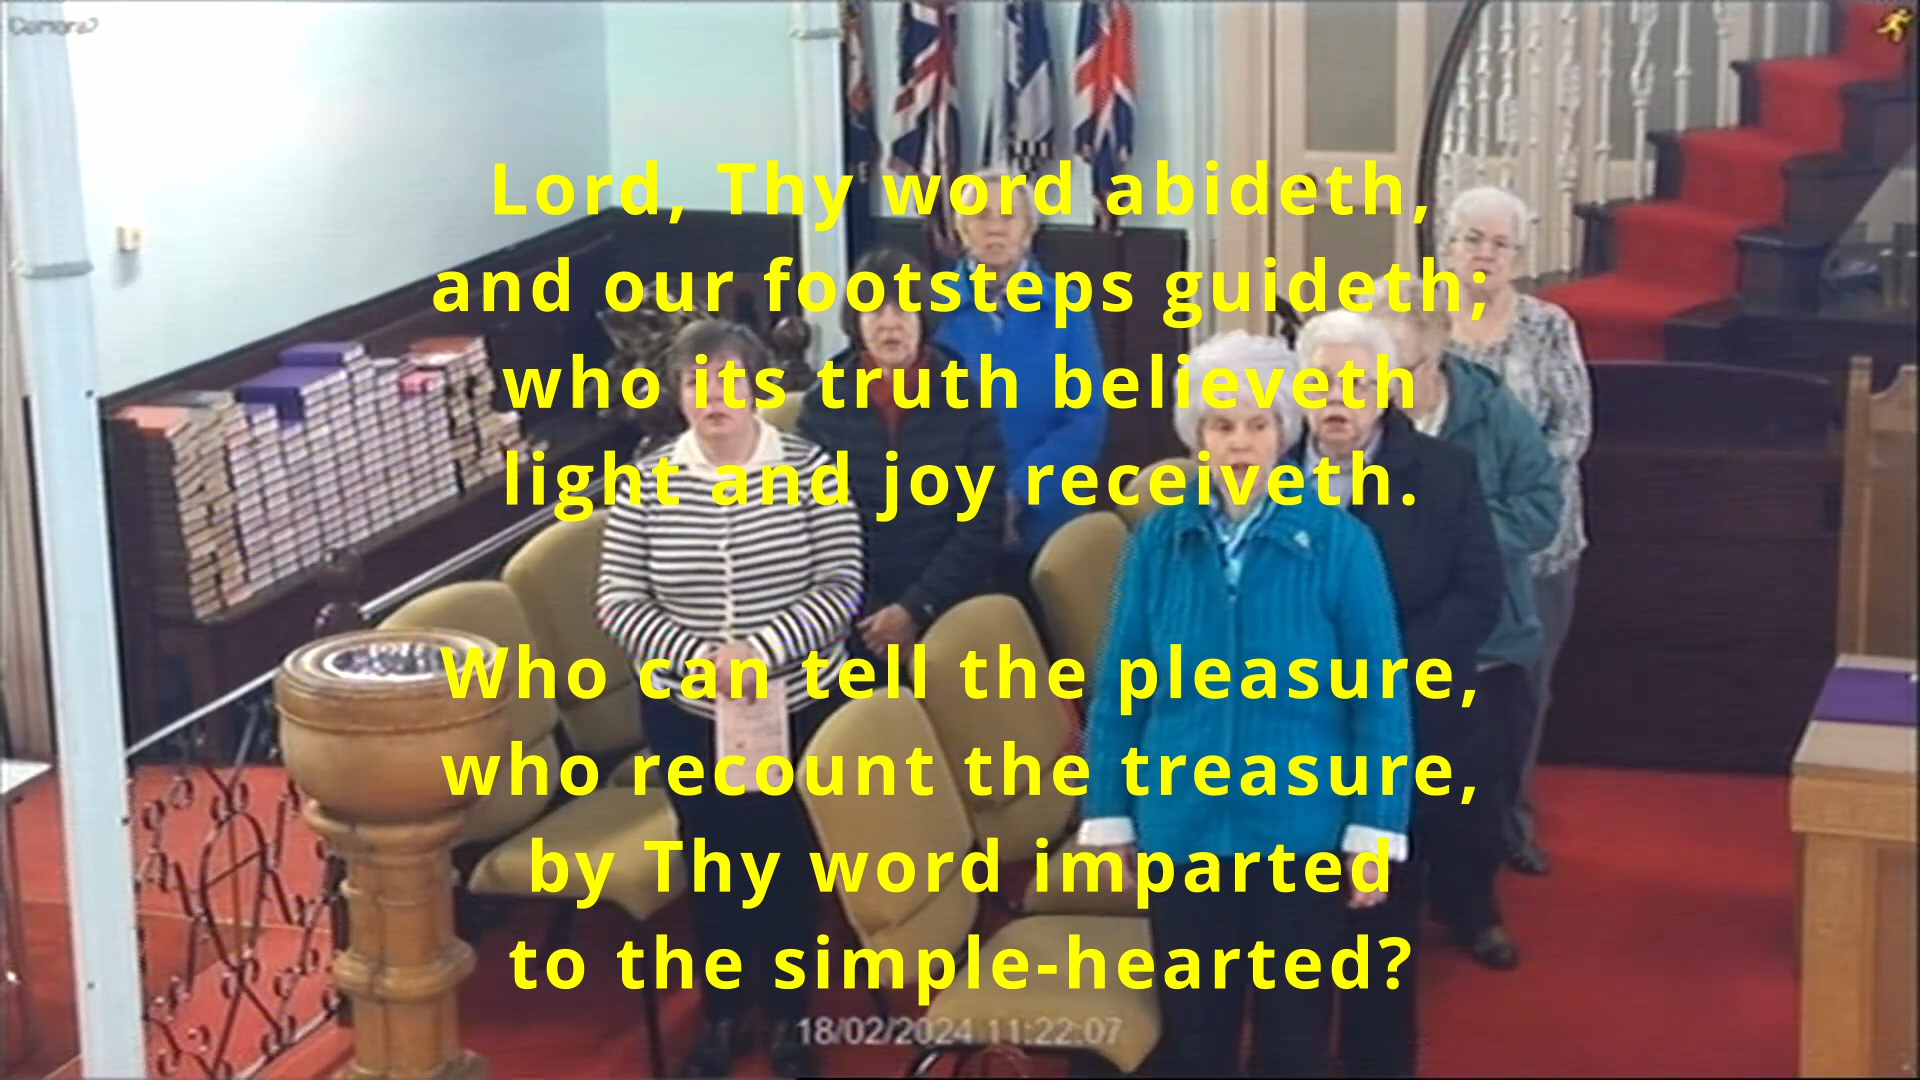 Camera2
Lord, Thy word abideth,
and our footsteps guideth;
who its truth believeth
light and joy receiveth.
Who can tell the pleasure,
who recount the treasure,
by Thy word imparted
to the simple-hearted?
18/02/2024 11:22:07